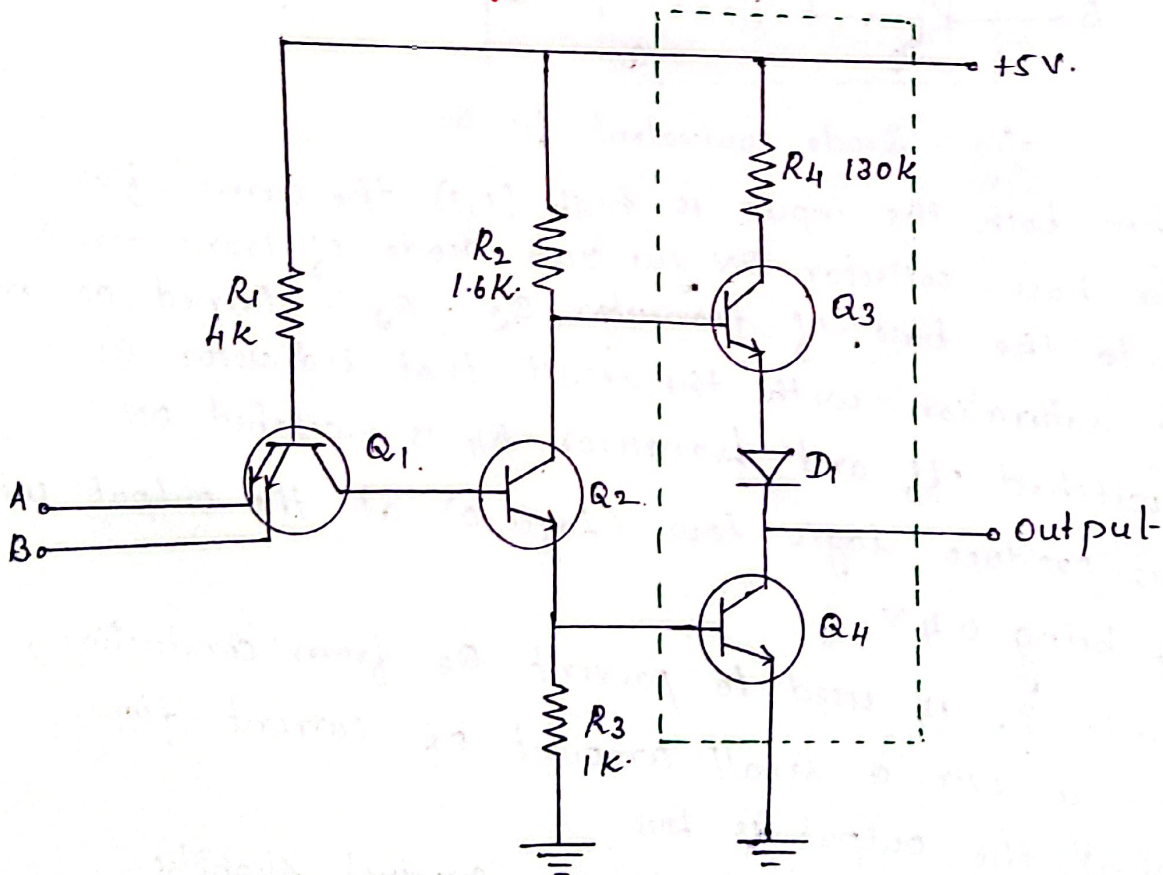 +5V.
R4 130K
R2
1.6K.
R1
4K
Q3
Q1.
A
B
Q2.
D1
Output
Q4
R3
1K.